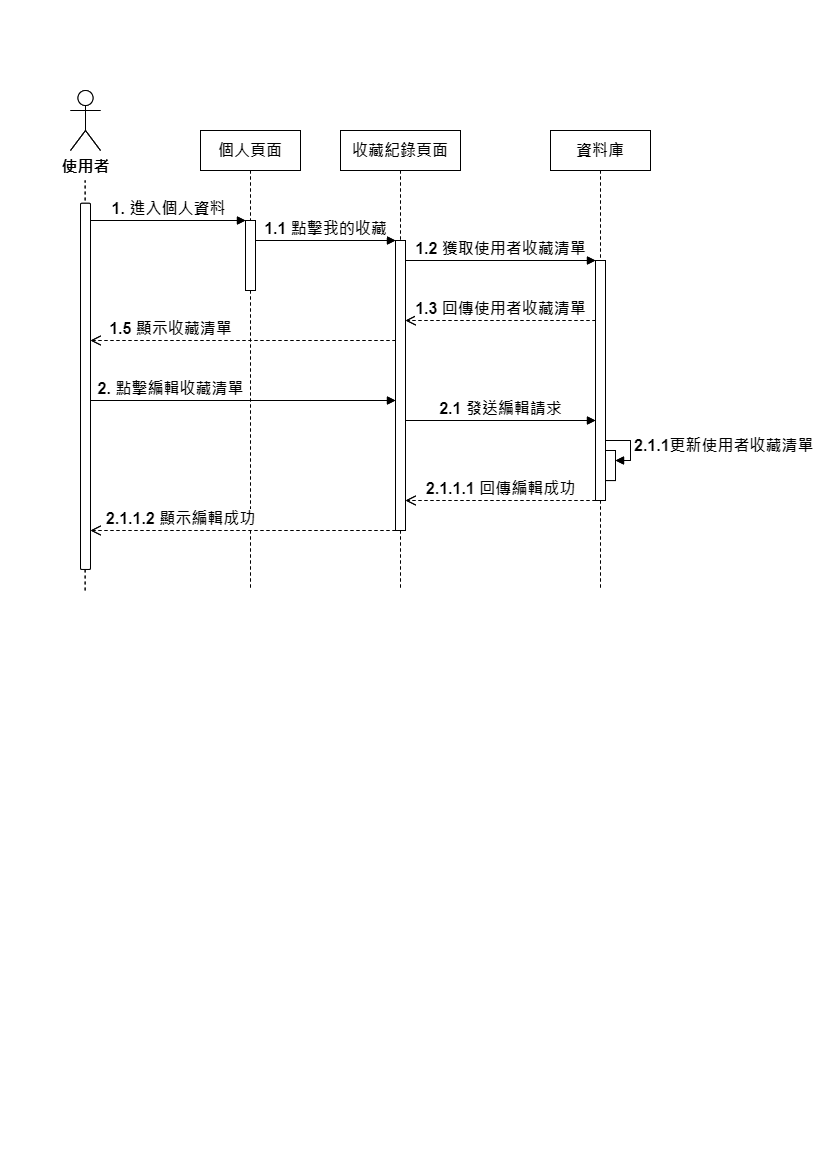 使用者
個人頁面
收藏紀錄頁面
資料庫
1. 進入個人資料
1.1 點擊我的收藏
1.2 獲取使用者收藏清單
1.3 回傳使用者收藏清單
1.5 顯示收藏清單
2. 點擊編輯收藏清單
2.1 發送編輯請求
2.1.1更新使用者收藏清單
2.1.1.1 回傳編輯成功
2.1.1.2 顯示編輯成功